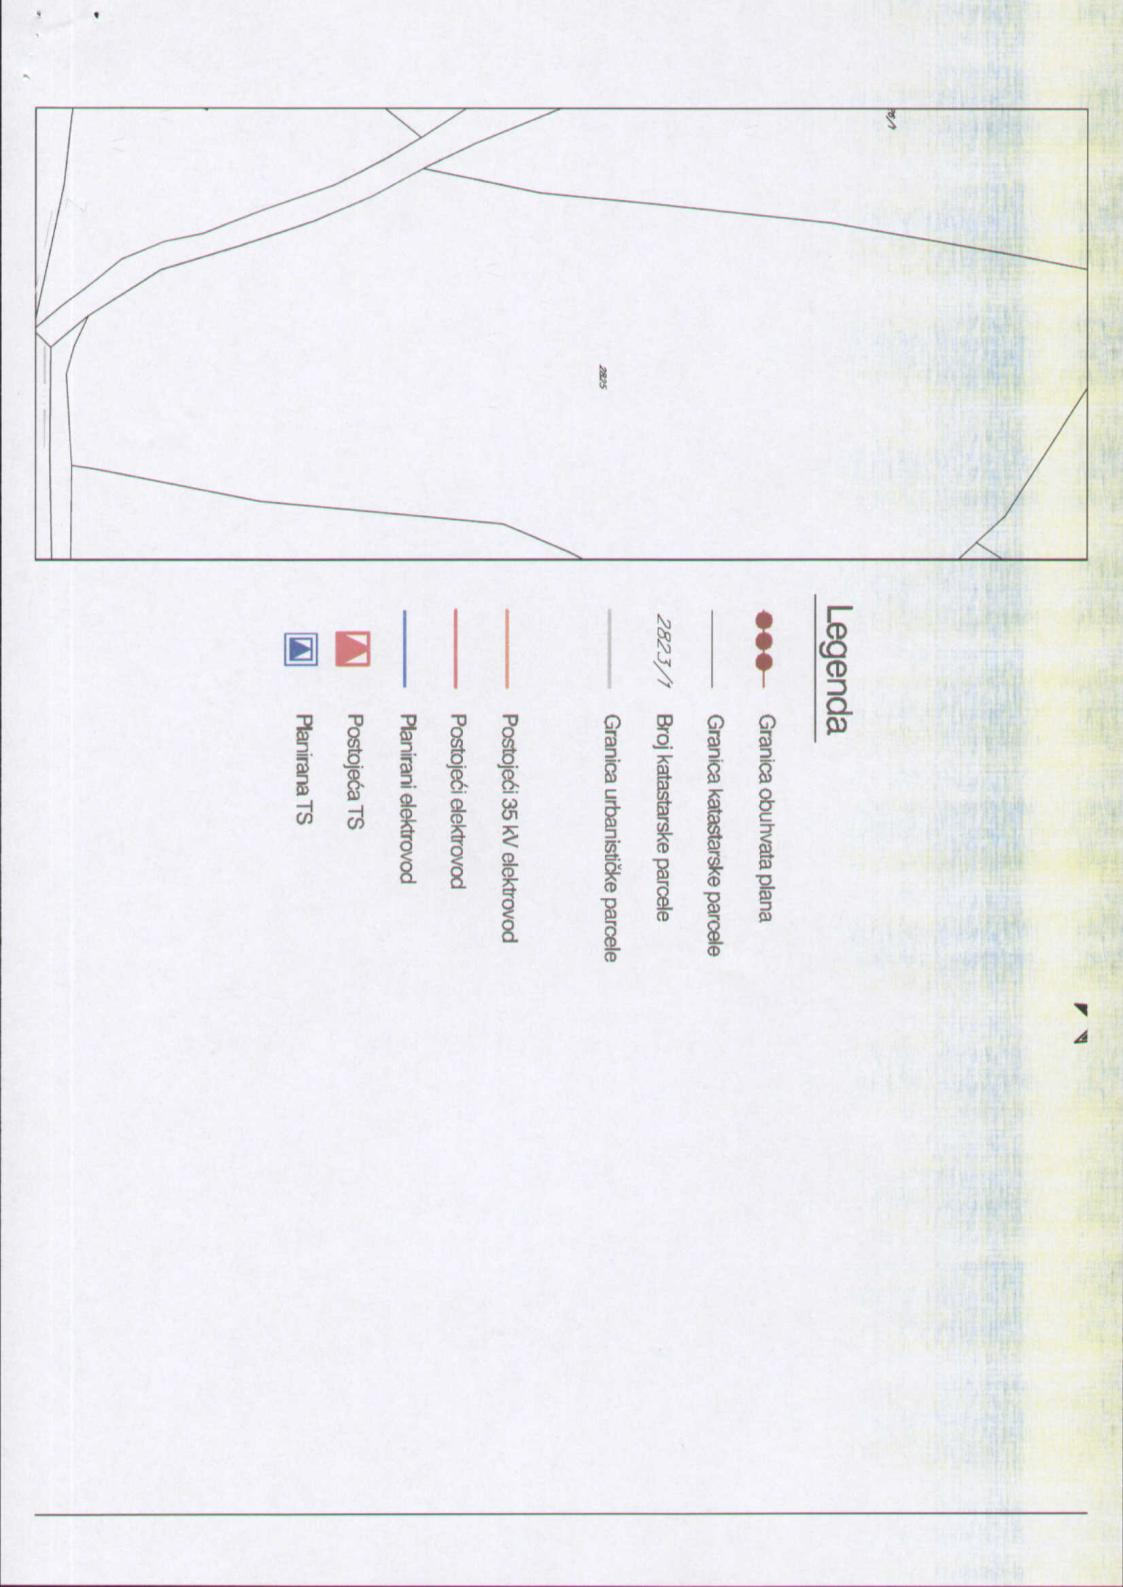 2825
Legenda
Granica obuhvata plana
Granica katastarske parcele
2823/1 Broj katastarske parcele
Granica urbanističke parcele
Postojeći 35 kV elektrovod
Postojeći elektrovod
Planirani elektrovod
Postojeća TS
Planirana TS